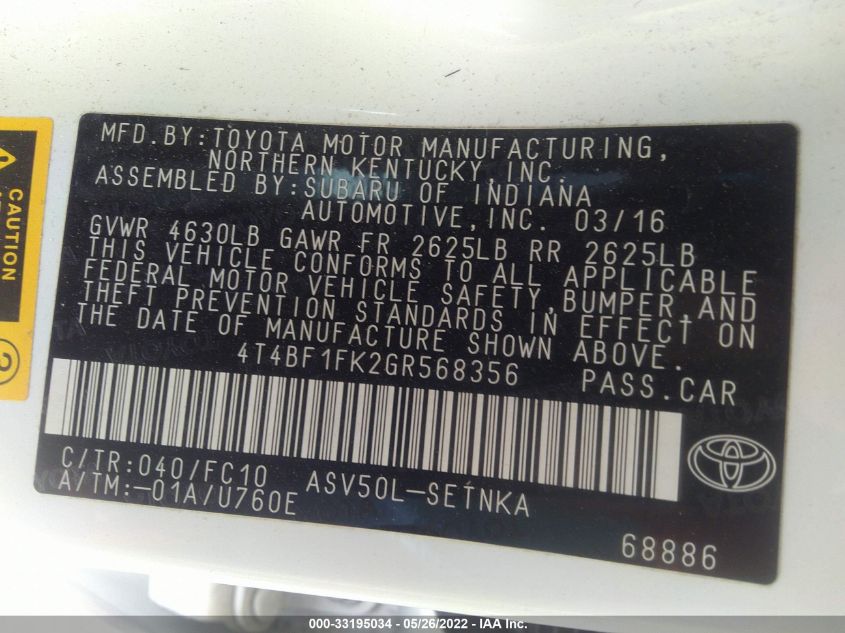 MFD.BY:TOYOTA MOTOR MANUFACTURING,
NORTHERN KENTUCKY, INC.
ASSEMBLED BY:SUBARU OF INDIANA
AUTOMOTIVE,INC. 03/16
GVWR 4630LB GAWR FR 2625LB RR 2625LB
THIS VEHICLE CONFORMS TO ALL APPLICABLE
FEDERAL MOTOR VEHICLE SAFETY,BUMPER,AND
THEFT PREVENTION STANDARDS IN EFFECT ON
THE DATE OF MANUFACTURE SHOWN ABOVE.
4T4BF1FK2GR568356 PASS.CAR
C/TR:040/FC10
A/TM:-01A/U760E
ASV50L-SETNKA
68886
CAUTION
2
000-33195034 - 05/26/2022 - IAA Inc.